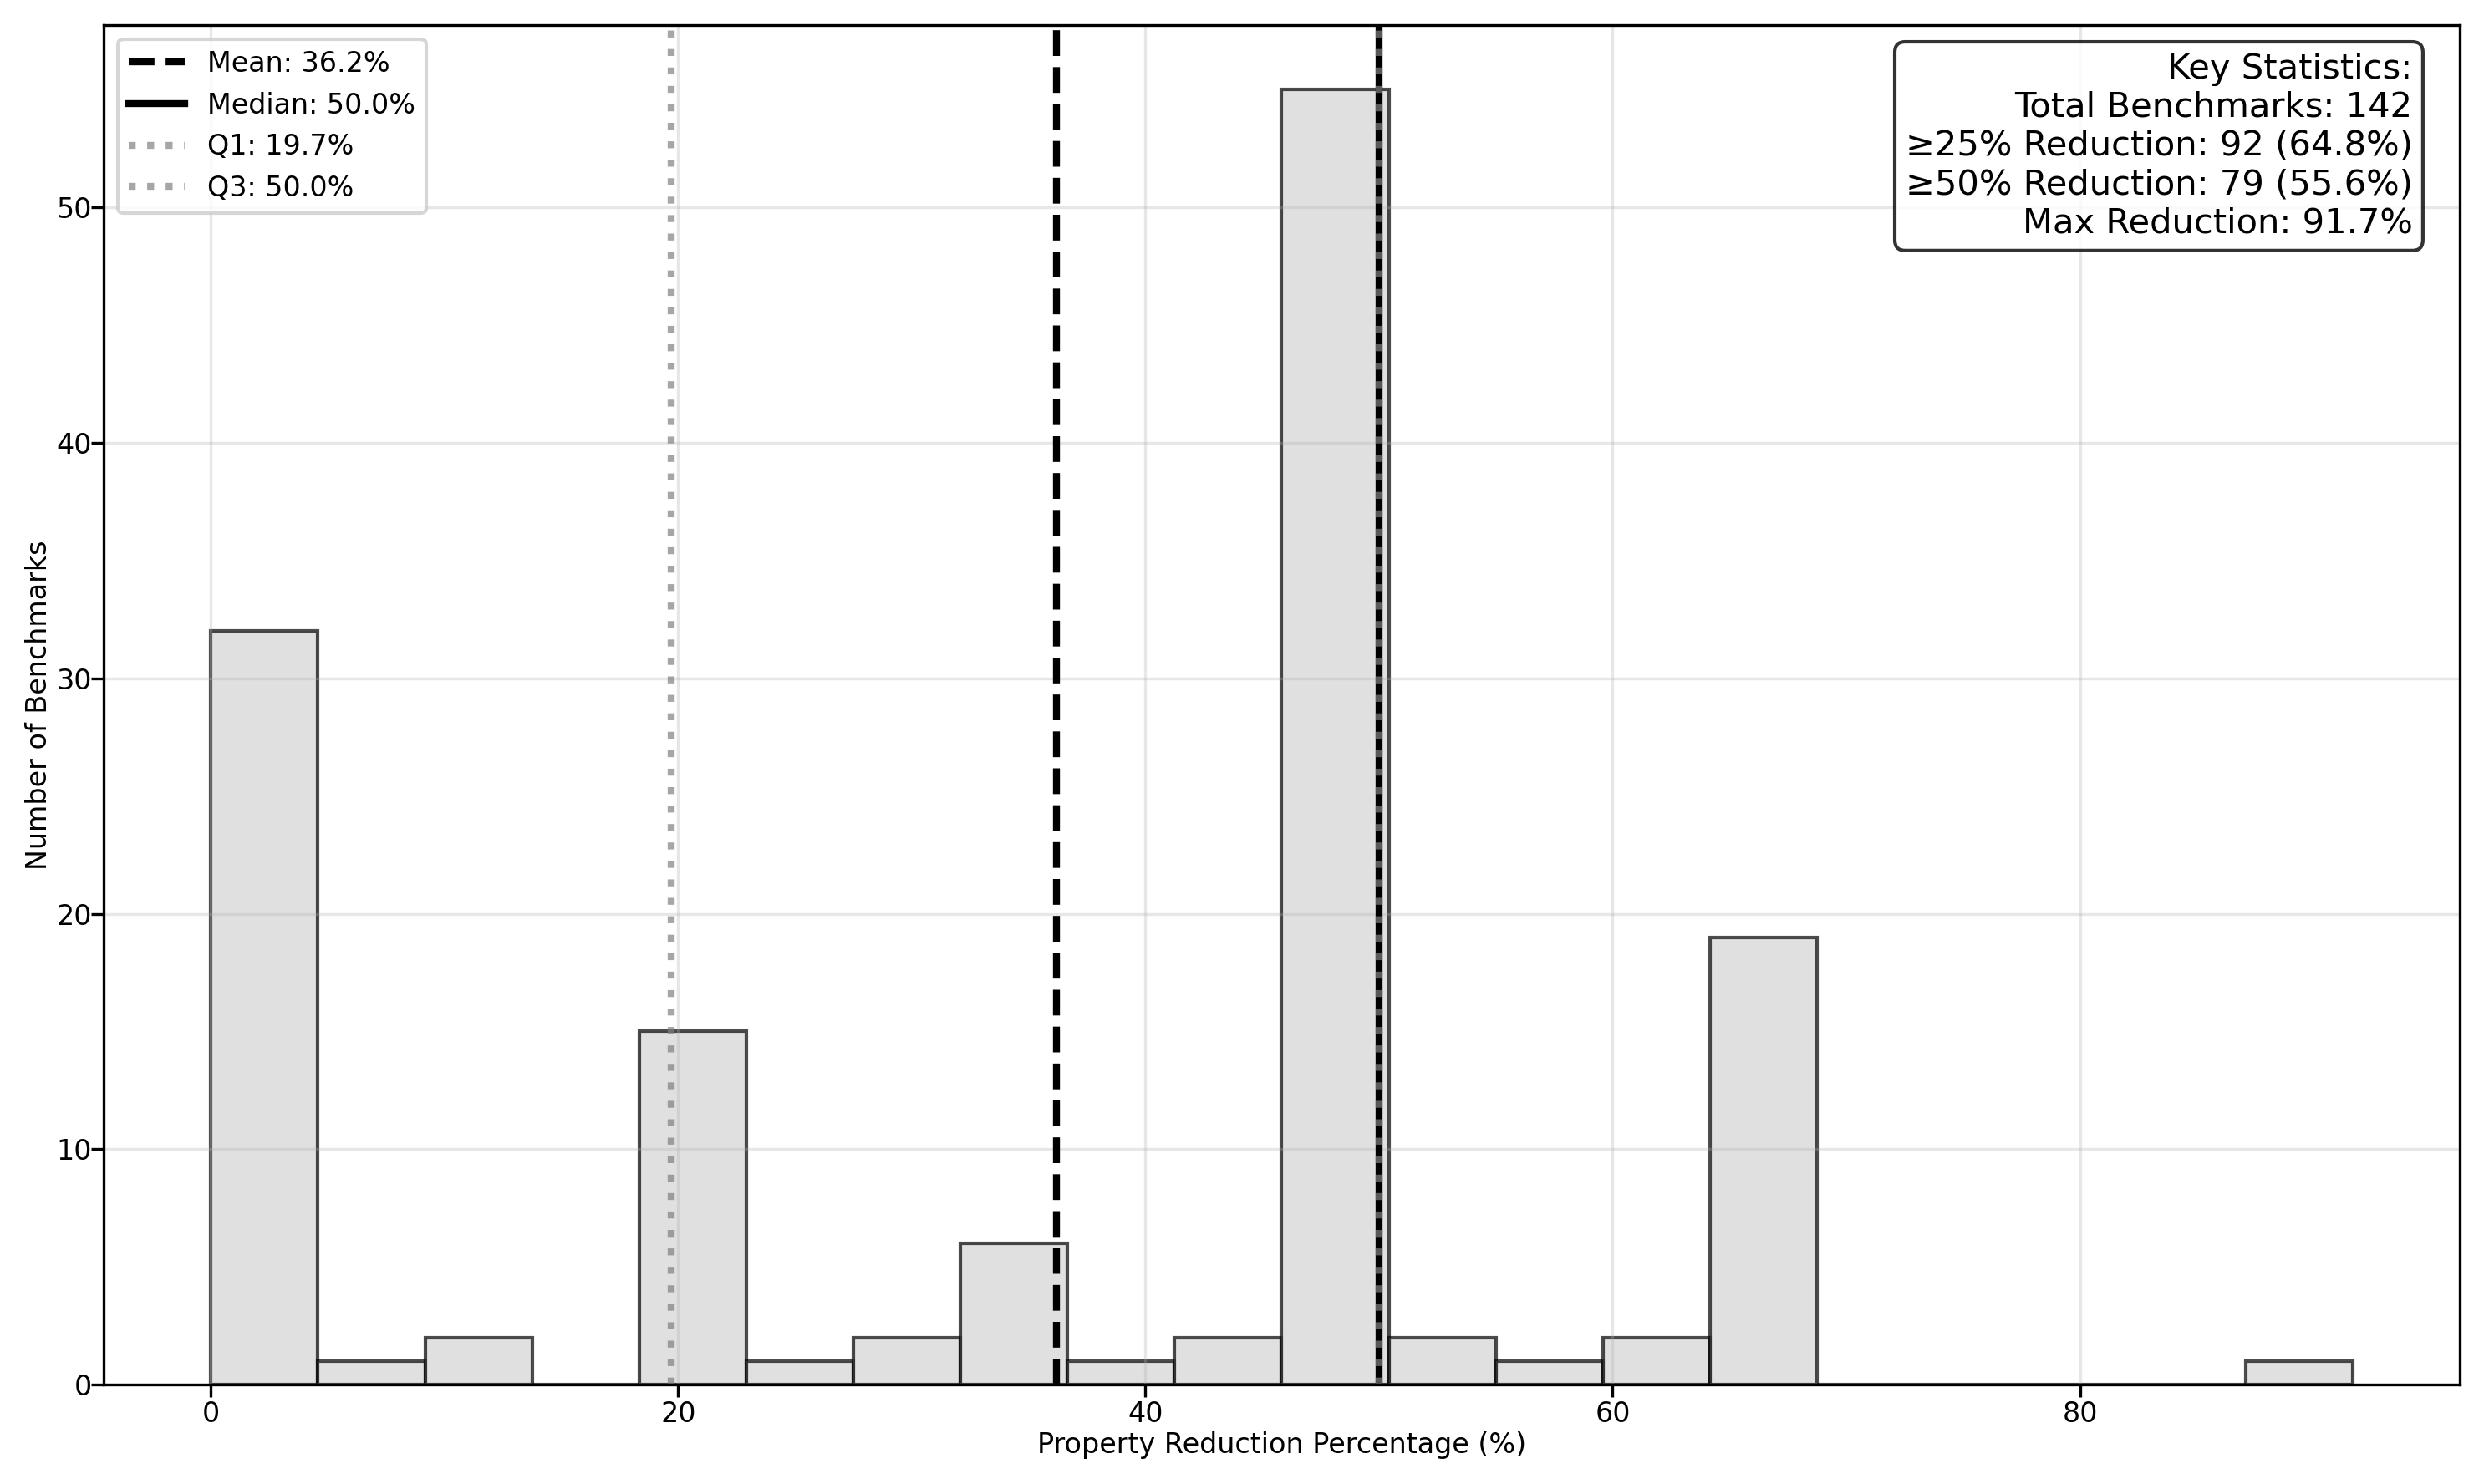 Mean: 36.2%
Median: 50.0%
Q1: 19.7%
Q3: 50.0%
Key Statistics:
Total Benchmarks: 142
≥25% Reduction: 92 (64.8%)
≥50% Reduction: 79 (55.6%)
Max Reduction: 91.7%
Number of Benchmarks
50
40
30
20
10
0
0 20 40 60 80
Property Reduction Percentage (%)